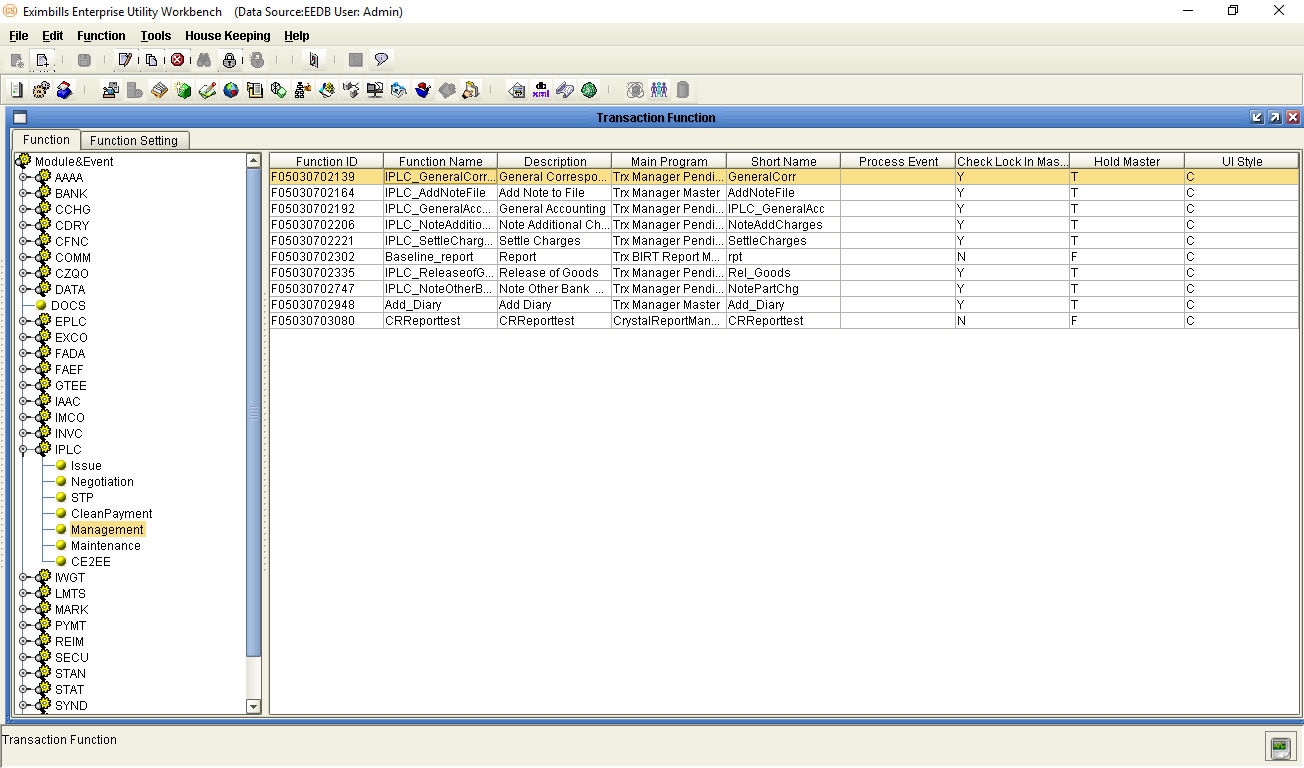 Eximbills Enterprise Utility Workbench (Data Source:EEDB User: Admin)
File Edit Function Tools House Keeping Help
db xml
Transaction Function
Function Function Setting
Module&Event
AAAA
BANK
CCHG
CDRY
CFNC
COMM
CZQO
DATA
DOCS
EPLC
EXCO
FADA
FAEF
GTEE
IAAC
IMCO
INVC
IPLC
Issue
Negotiation
STP
CleanPayment
Management
Maintenance
CE2EE
IWGT
LMTS
MARK
PYMT
REIM
SECU
STAN
STAT
SYND
Function ID Function Name Description Main Program Short Name Process Event Check Lock In Mas... Hold Master UI Style
F05030702139 IPLC_GeneralCorr... General Correspo... Trx Manager Pendi... GeneralCorr Y T C
F05030702164 IPLC_AddNoteFile Add Note to File Trx Manager Master AddNoteFile Y T C
F05030702192 IPLC_GeneralAcc... General Accounting Trx Manager Pendi... IPLC_GeneralAcc Y T C
F05030702206 IPLC_NoteAdditio... Note Additional Ch... Trx Manager Pendi... NoteAddCharges Y T C
F05030702221 IPLC_SettleCharg... Settle Charges Trx Manager Pendi... SettleCharges Y T C
F05030702302 Baseline_report Report Trx BIRT Report M... rpt N F C
F05030702335 IPLC_ReleaseofG... Release of Goods Trx Manager Pendi... Rel_Goods Y T C
F05030702747 IPLC_NoteOtherB... Note Other Bank ... Trx Manager Pendi... NotePartChg Y T C
F05030702948 Add_Diary Add Diary Trx Manager Master Add_Diary Y T C
F05030703080 CRReporttest CRReporttest CrystalReportMan... CRReporttest N F C
Transaction Function